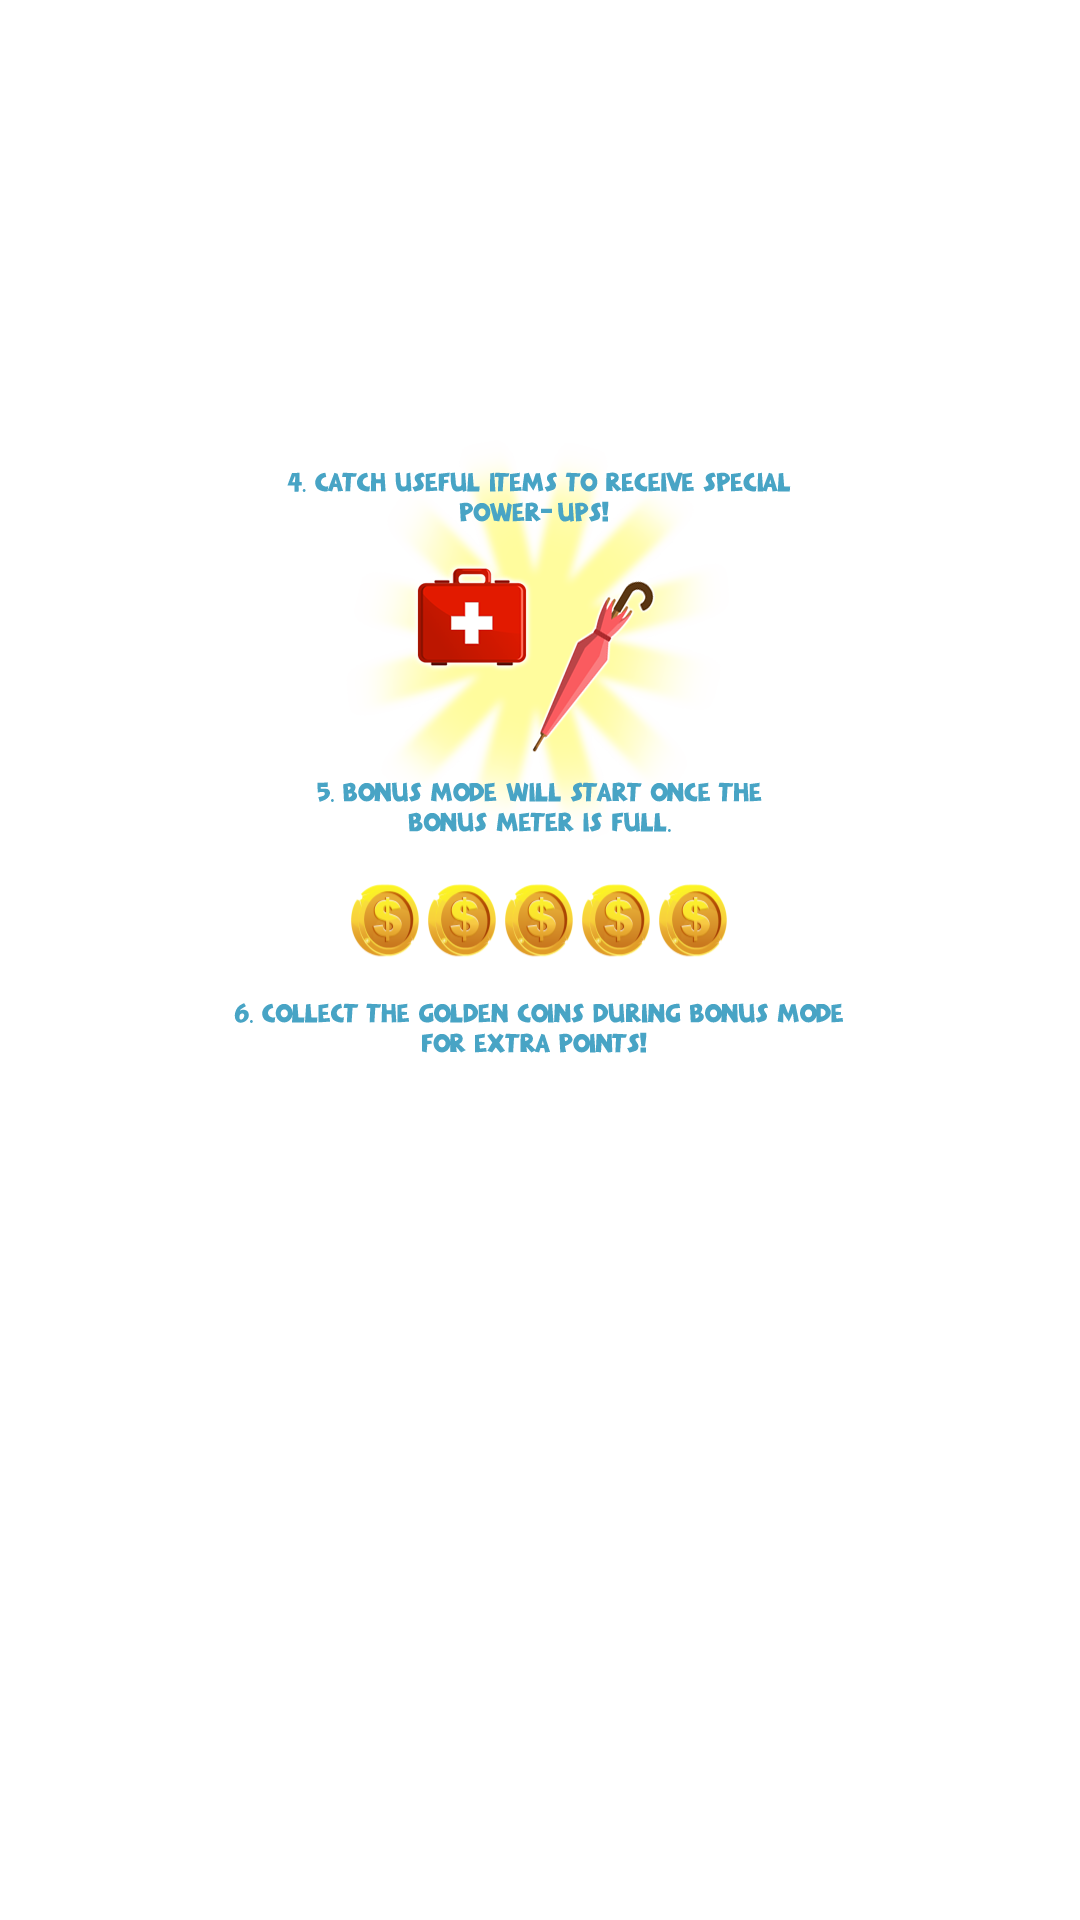 4. CATCH USEFUL ITEMS TO RECEIVE SPECIAL
POWER-UPS!
5. BONUS MODE WILL START ONCE THE
BONUS METER IS FULL.
$ $ $ $ $
6. COLLECT THE GOLDEN COINS DURING BONUS MODE
FOR EXTRA POINTS!